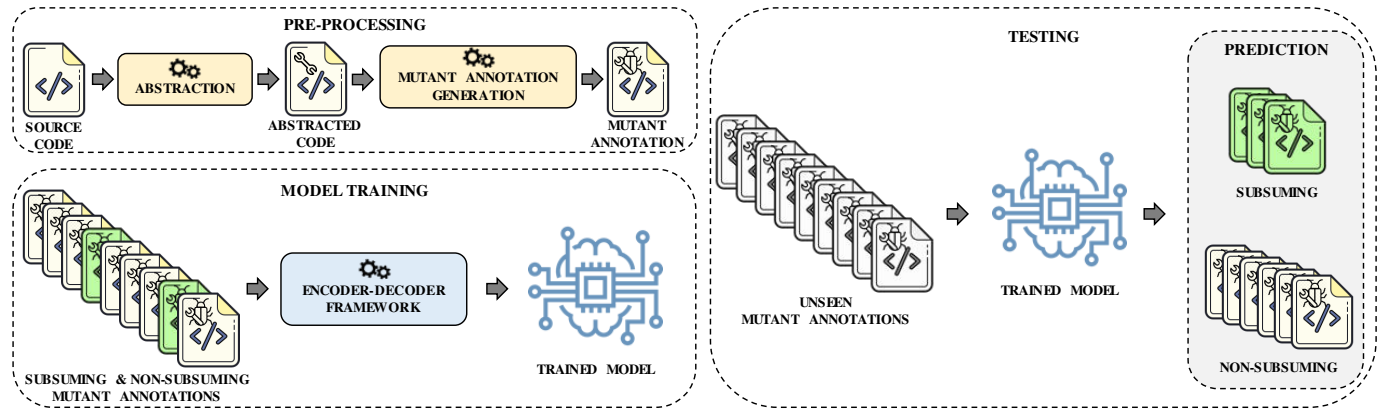 PRE-PROCESSING
SOURCE
CODE
ABSTRACTION
ABSTRACTED
CODE
MUTANT ANNOTATION
GENERATION
MUTANT
ANNOTATION
MODEL TRAINING
SUBSUMING & NON-SUBSUMING
MUTANT ANNOTATIONS
ENCODER-DECODER
FRAMEWORK
TRAINED MODEL
TESTING
UNSEEN
MUTANT ANNOTATIONS
TRAINED MODEL
PREDICTION
SUBSUMING
NON-SUBSUMING